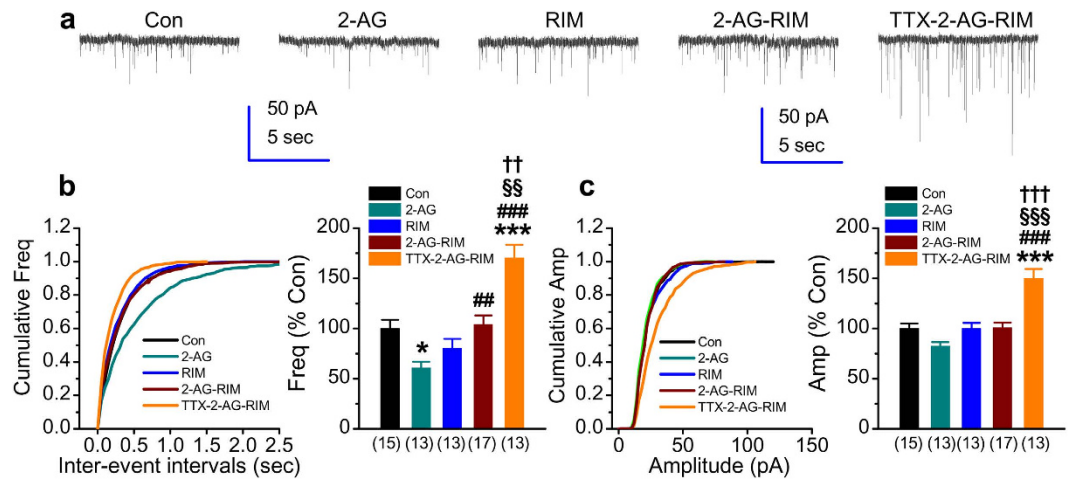 a
Con 2-AG RIM 2-AG-RIM TTX-2-AG-RIM
50 pA
5 sec
50 pA
5 sec
b
Cumulative Freq
1.2
1.0
0.8
0.6
0.4
0.2
0.0
Con
2-AG
RIM
2-AG-RIM
TTX-2-AG-RIM
0.0 0.5 1.0 1.5 2.0 2.5
Inter-event intervals (sec)
Con
2-AG
RIM
2-AG-RIM
TTX-2-AG-RIM
Freq (% Con)
200
150
100
50
0
*
##
††
§§
###
***
(15) (13) (13) (17) (13)
c
Cumulative Amp
1.2
1.0
0.8
0.6
0.4
0.2
0.0
Con
2-AG
RIM
2-AG-RIM
TTX-2-AG-RIM
0 50 100 150
Amplitude (pA)
Con
2-AG
RIM
2-AG-RIM
TTX-2-AG-RIM
Amp (% Con)
200
150
100
50
0
†††
§§§
###
***
(15) (13) (13) (17) (13)